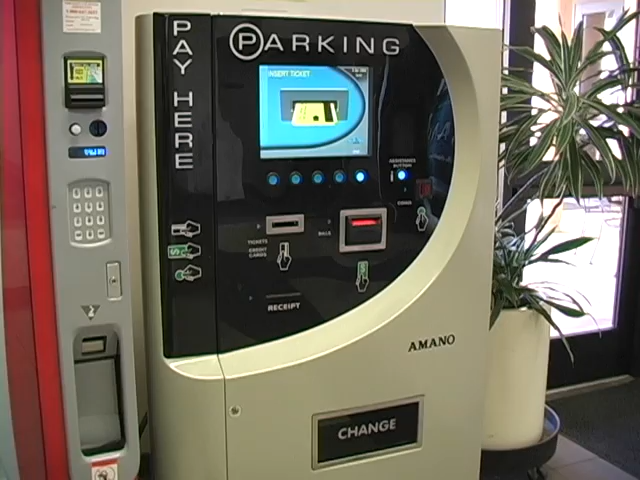 PAY HERE
PARKING
INSERT TICKET
ASSISTANCE
BUTTON
COINS
TICKETS
CREDIT
CARDS
BILLS
RECEIPT
AMANO
CHANGE